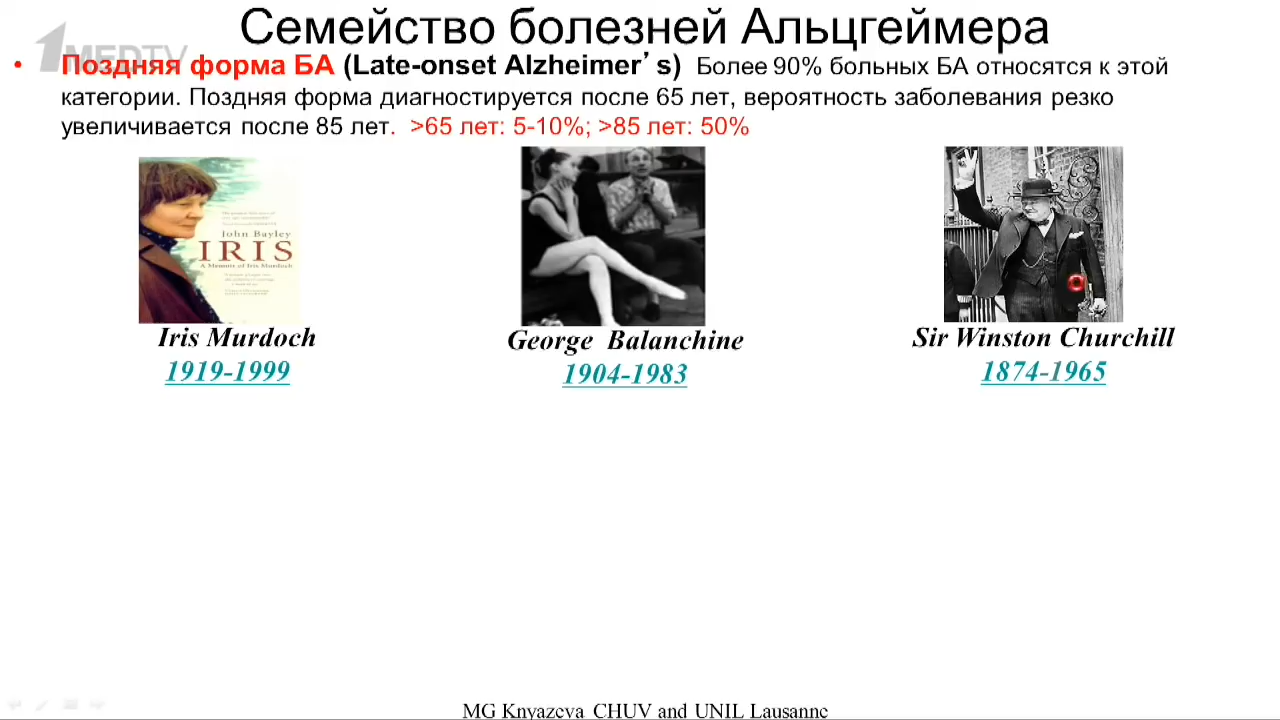 Семейство болезней Альцгеймера
1MEDTV
• Поздняя форма БА (Late-onset Alzheimer’s) Более 90% больных БА относятся к этой
категории. Поздняя форма диагностируется после 65 лет, вероятность заболевания резко
увеличивается после 85 лет. >65 лет: 5-10%; >85 лет: 50%
John Bayley
IRIS
A Memoir of Iris Murdoch
Iris Murdoch
1919-1999
George Balanchine
1904-1983
Sir Winston Churchill
1874-1965
MG Knyazeva CHUV and UNIL Lausanne